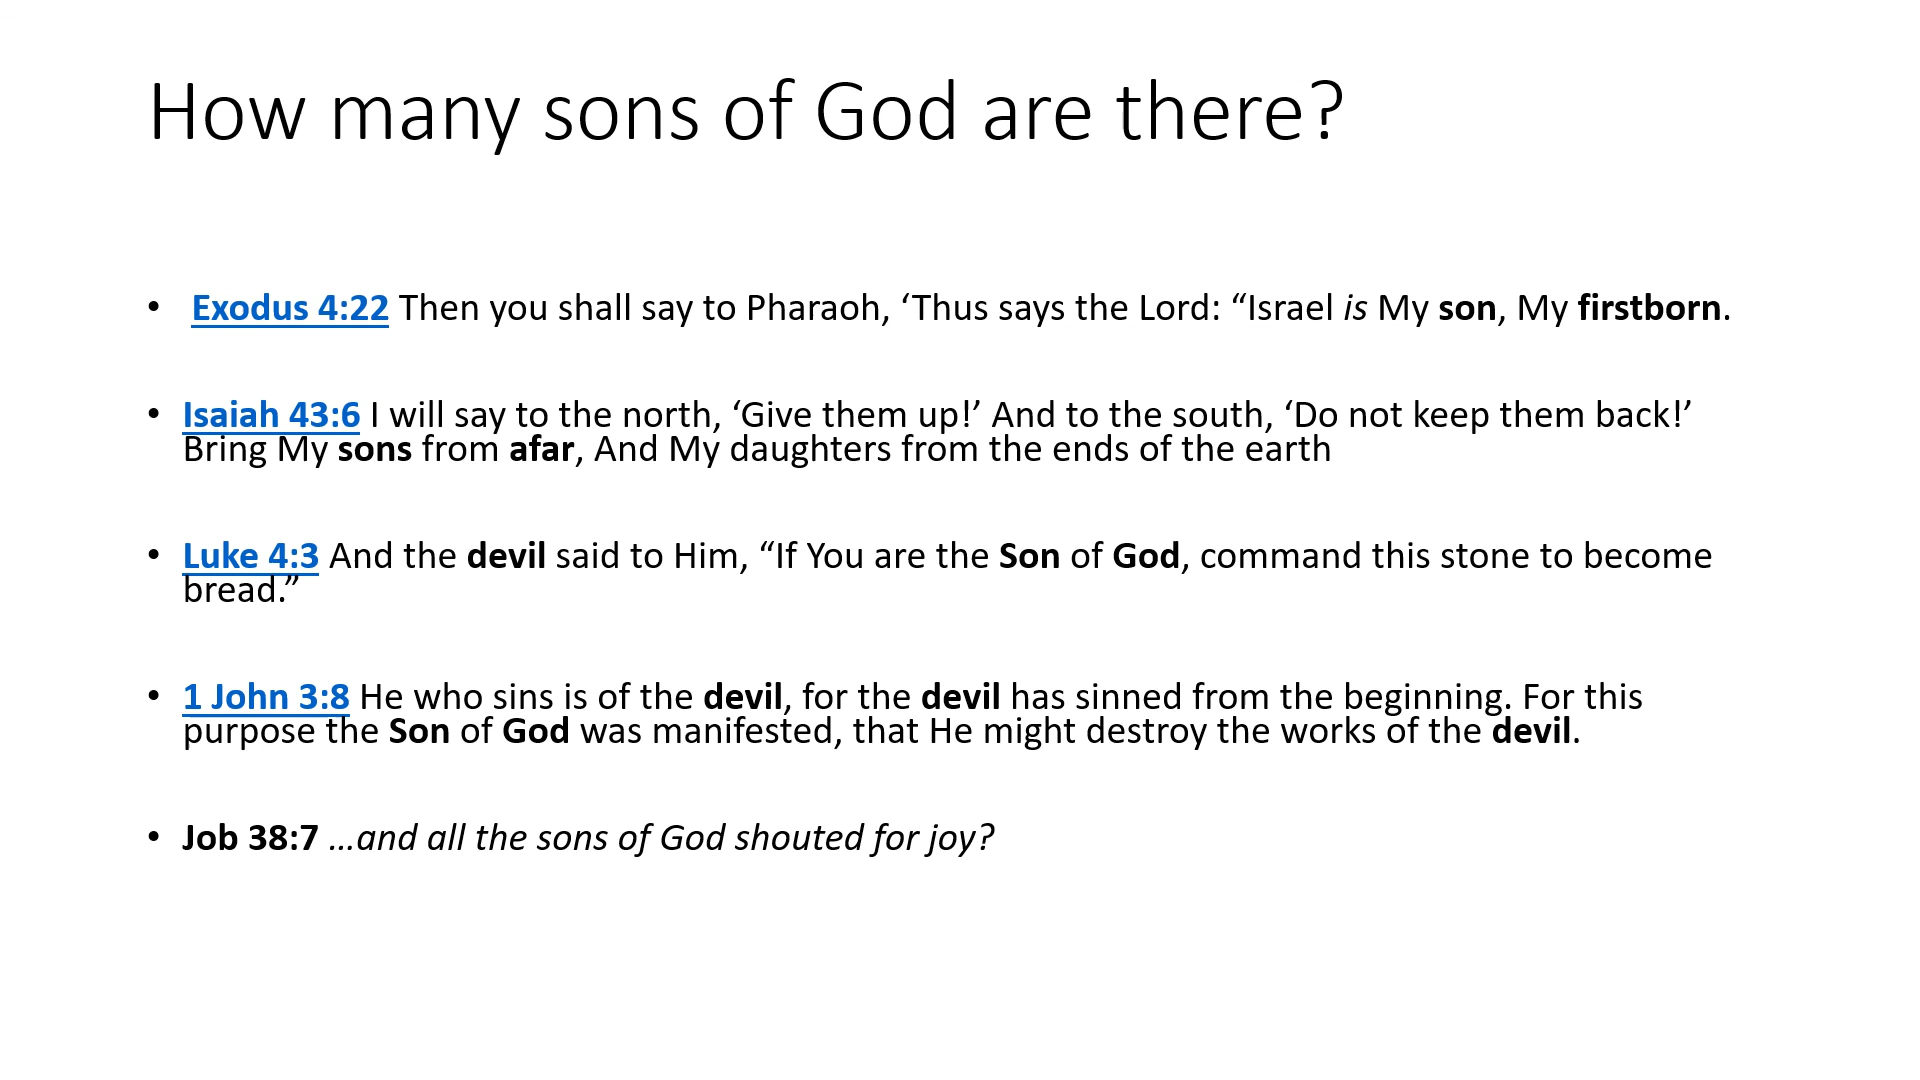 How many sons of God are there?
• Exodus 4:22 Then you shall say to Pharaoh, ‘Thus says the Lord: “Israel is My son, My firstborn.
• Isaiah 43:6 I will say to the north, ‘Give them up!’ And to the south, ‘Do not keep them back!’
Bring My sons from afar, And My daughters from the ends of the earth
• Luke 4:3 And the devil said to Him, “If You are the Son of God, command this stone to become
bread.”
• 1 John 3:8 He who sins is of the devil, for the devil has sinned from the beginning. For this
purpose the Son of God was manifested, that He might destroy the works of the devil.
• Job 38:7 …and all the sons of God shouted for joy?